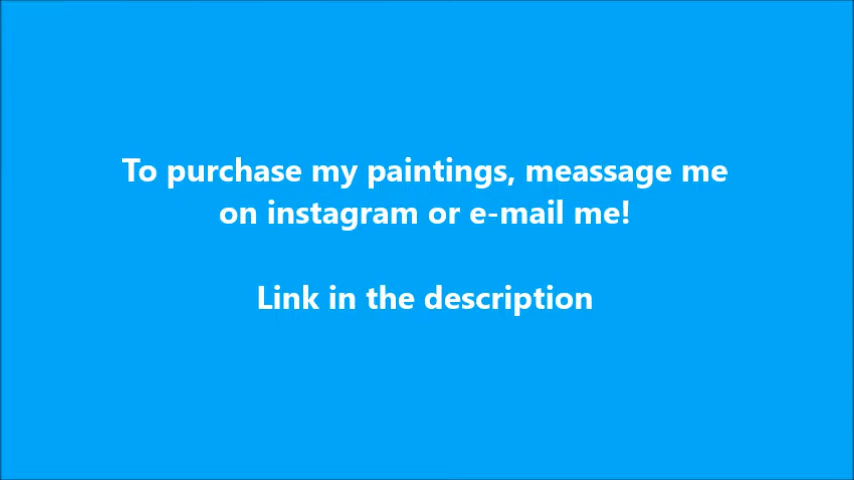 To purchase my paintings, meassage me
on instagram or e-mail me!
Link in the description